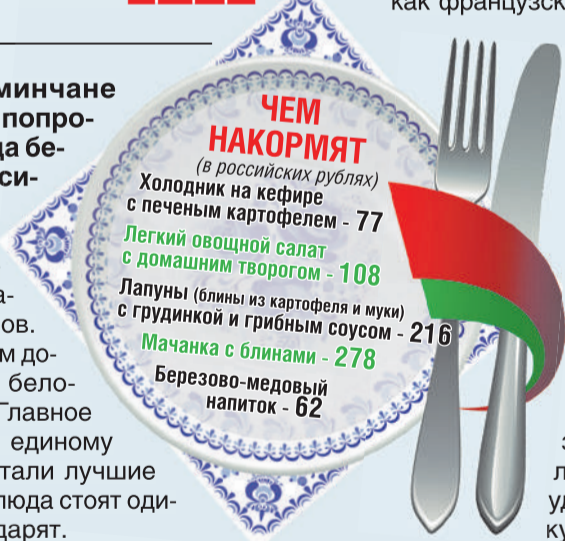 как французск
минчане
попро-
да бе-
си-
ЧЕМ
НАКОРМЯТ
(в российских рублях)
Холодник на кефире
с печеным картофелем - 77
Легкий овощной салат
с домашним творогом - 108
Лапуны (блины из картофеля и муки)
с грудинкой и грибным соусом - 216
Мачанка с блинами - 278
Березово-медовый
напиток - 62
а-
ов.
м до-
бело-
Главное
единому
тали лучшие
люда стоят оди-
дарят.